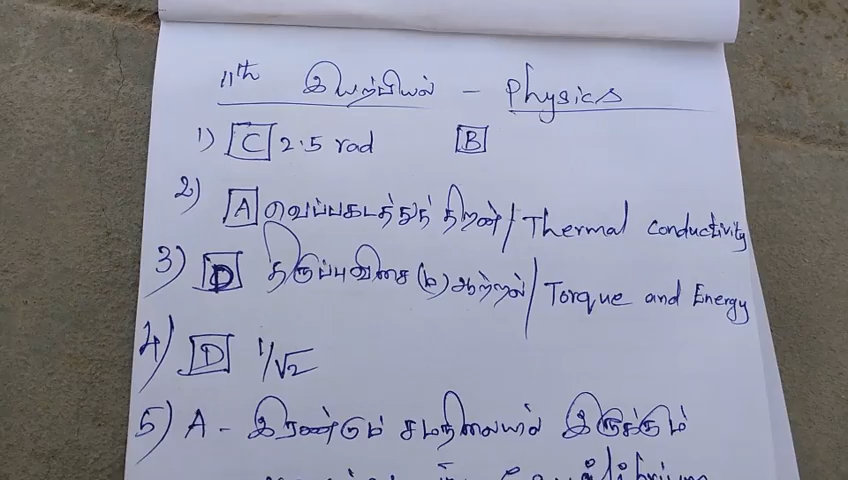 11th இயற்பியல் - Physics
1) C 2.5 rad B
2) A வெப்பகடத்துத் திறன் / Thermal conductivity
3) D திருப்புவிசை (ம) ஆற்றல் / Torque and Energy
4) D 1/√2
5) A - இரண்டும் சமநிலையில் இருக்கும்